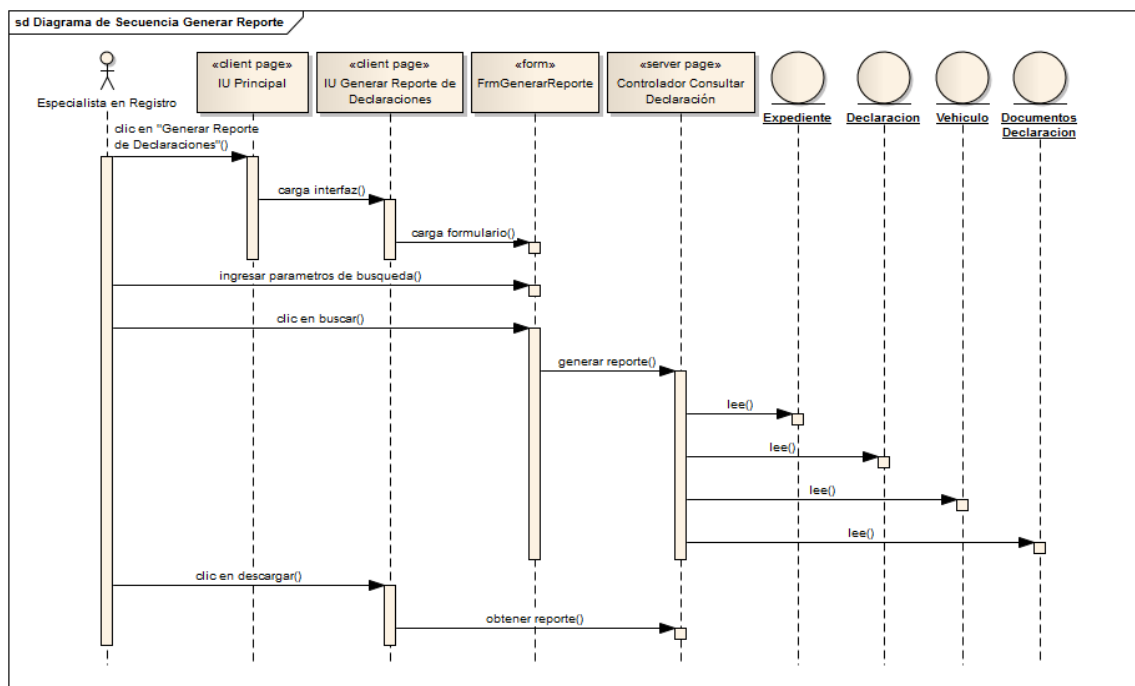 sd Diagrama de Secuencia Generar Reporte
Especialista en Registro
«client page»
IU Principal
«client page»
IU Generar Reporte de
Declaraciones
«form»
FrmGenerarReporte
«server page»
Controlador Consultar
Declaración
Expediente
Declaracion
Vehiculo
Documentos
Declaracion
clic en "Generar Reporte
de Declaraciones"()
carga interfaz()
carga formulario()
ingresar parametros de busqueda()
clic en buscar()
generar reporte()
lee()
lee()
lee()
lee()
clic en descargar()
obtener reporte()